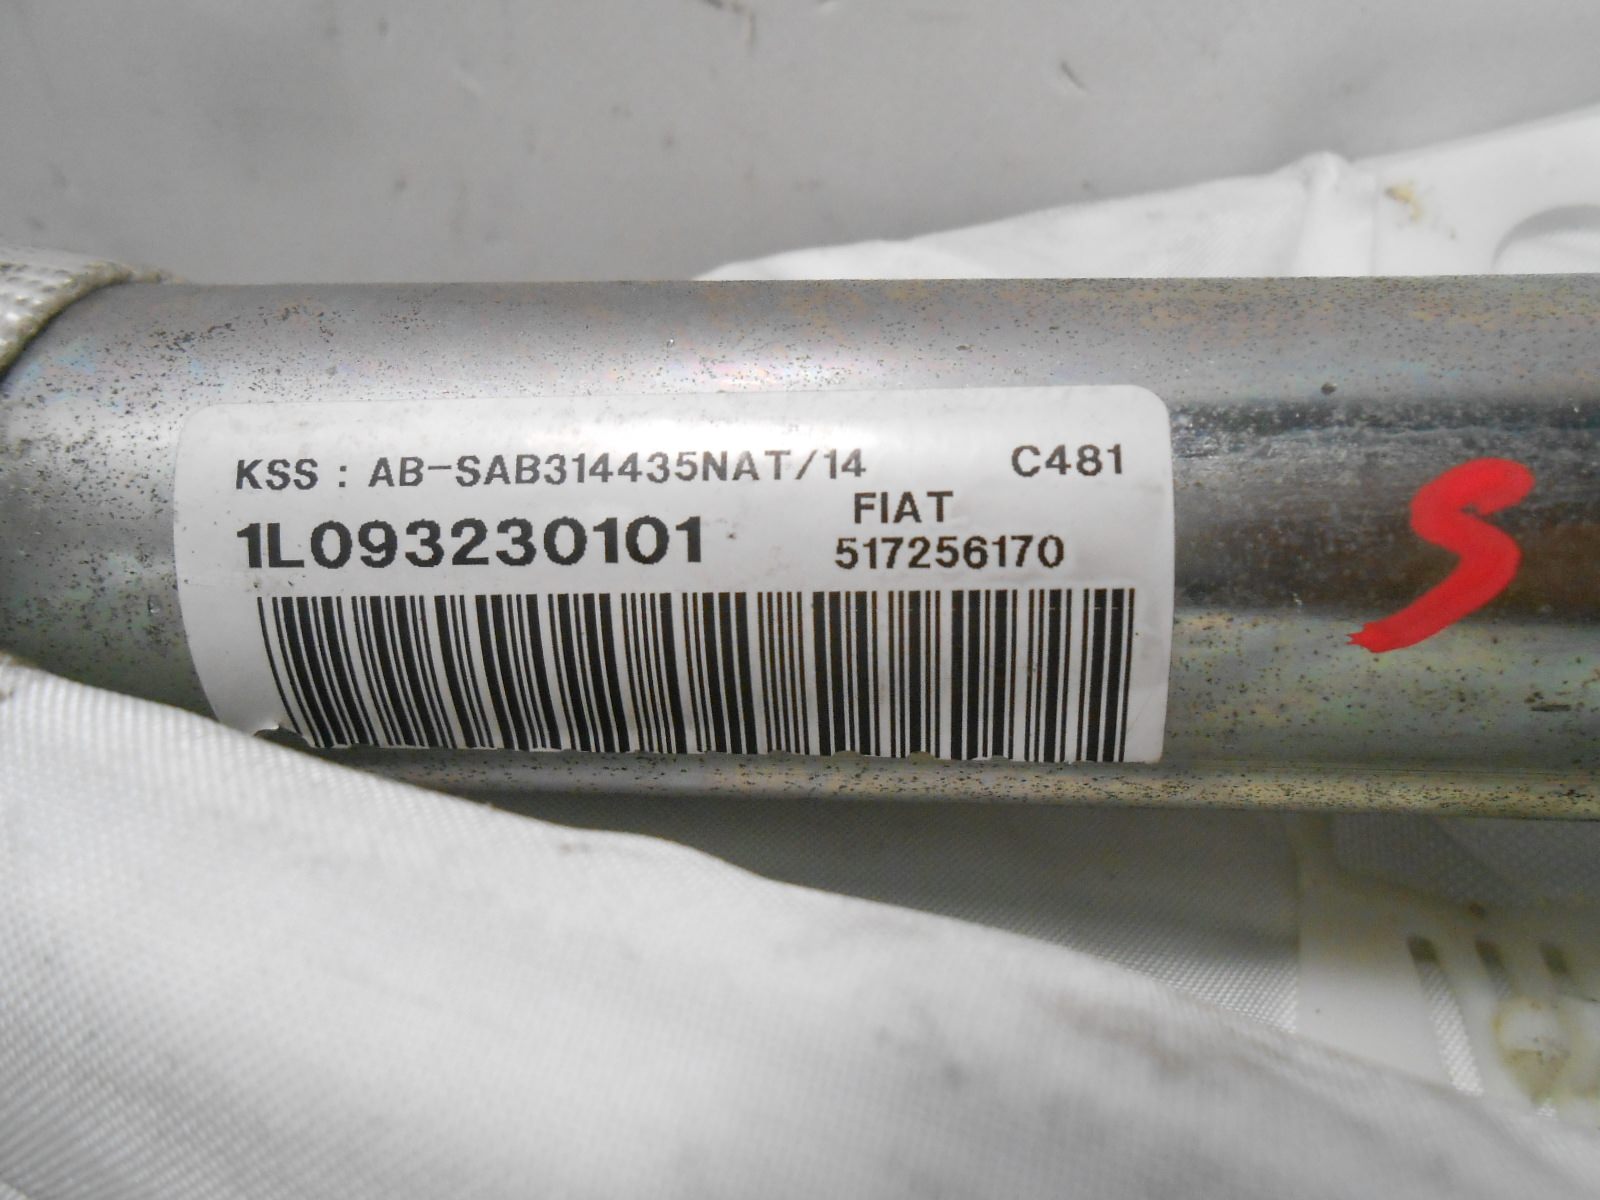 KSS : AB-SAB314435NAT/14 C481
FIAT
1L093230101 517256170
S